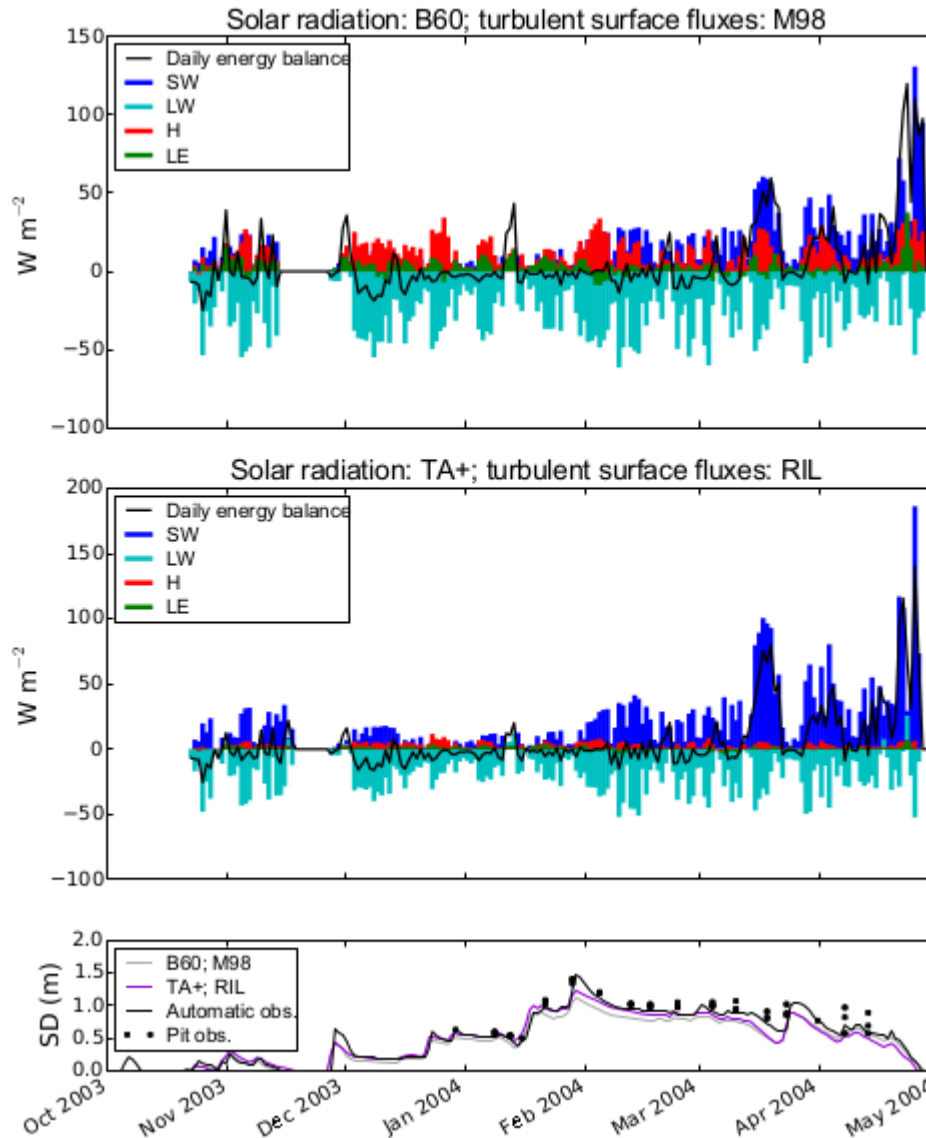 Solar radiation: B60; turbulent surface fluxes: M98
150
100
50
0
−50
−100
W m−2
Daily energy balance
SW
LW
H
LE
Solar radiation: TA+; turbulent surface fluxes: RIL
200
150
100
50
0
−50
−100
W m−2
Daily energy balance
SW
LW
H
LE
2.0
1.5
1.0
0.5
0.0
SD (m)
B60; M98
TA+; RIL
Automatic obs.
Pit obs.
Oct 2003
Nov 2003
Dec 2003
Jan 2004
Feb 2004
Mar 2004
Apr 2004
May 2004